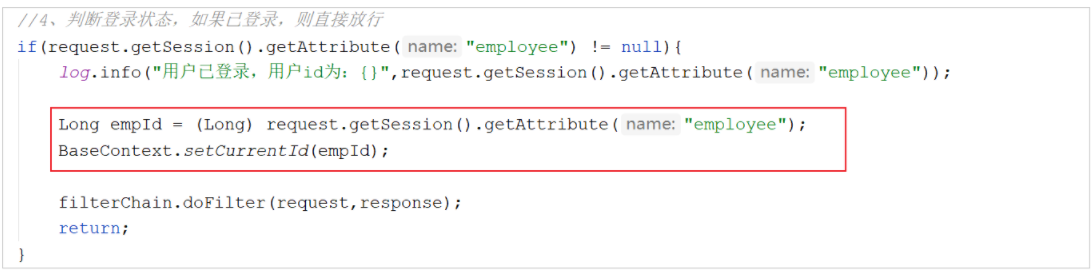 //4、判断登录状态，如果已登录，则直接放行
if(request.getSession().getAttribute( name: "employee") != null){
log.info("用户已登录，用户id为：{}",request.getSession().getAttribute( name: "employee"));
Long empId = (Long) request.getSession().getAttribute( name: "employee");
BaseContext.setCurrentId(empId);
filterChain.doFilter(request,response);
return;
}